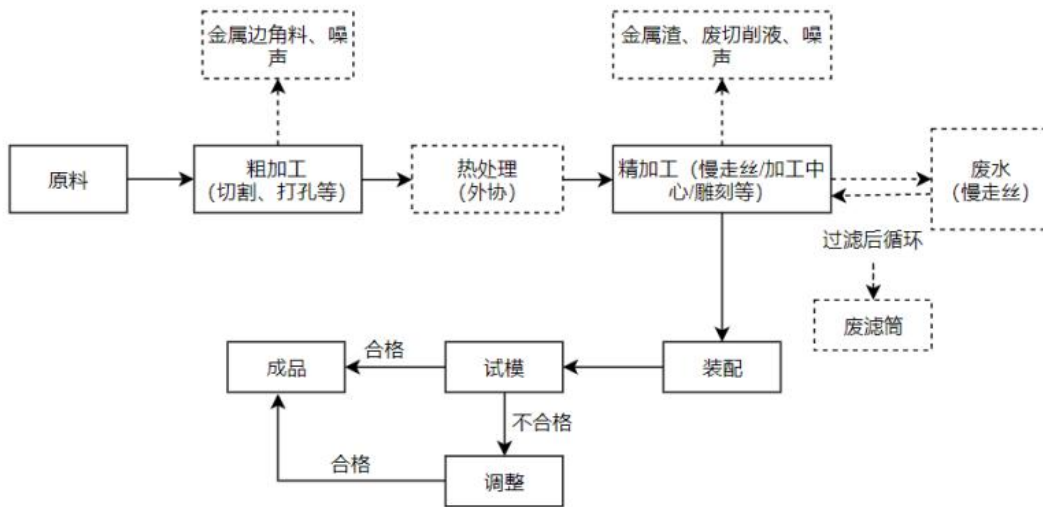 金属边角料、噪
声
金属渣、废切削液、噪
声
原料
粗加工
(切割、打孔等)
热处理
(外协)
精加工（慢走丝/加工中
心/雕刻等）
废水
(慢走丝)
过滤后循环
废滤筒
成品
合格
试模
装配
不合格
合格
调整